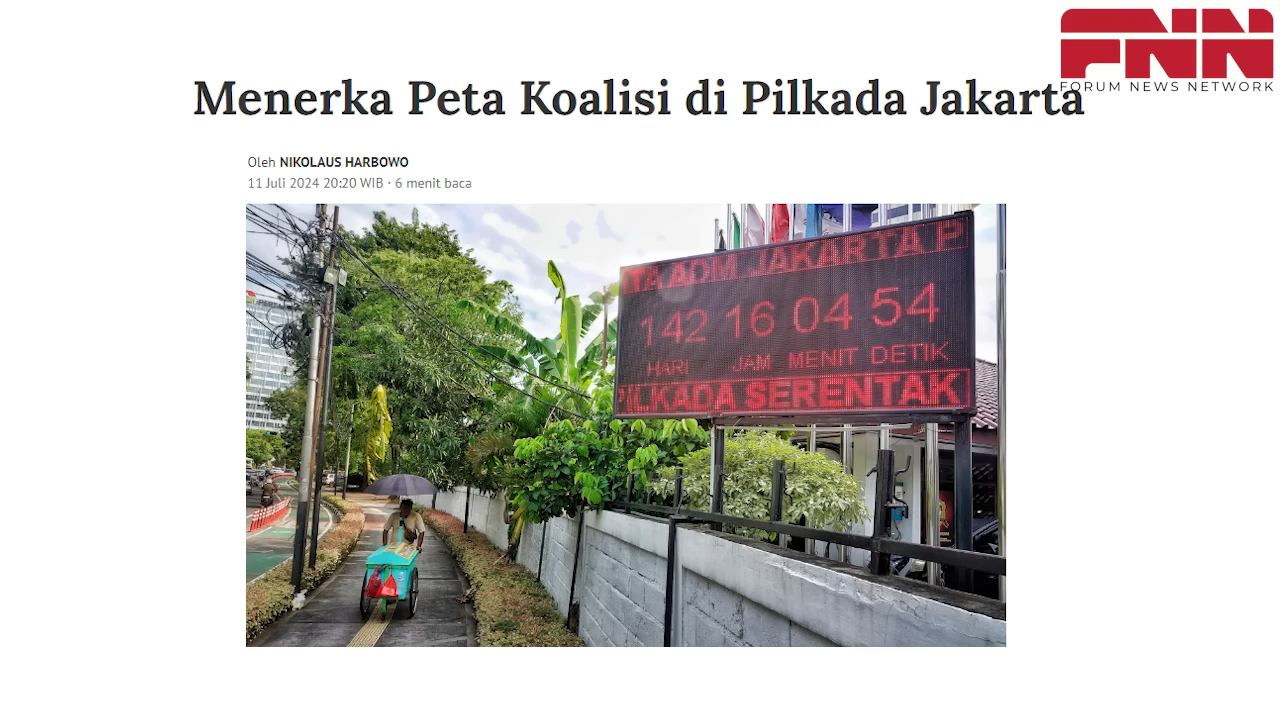 FNN
FORUM NEWS NETWORK
Menerka Peta Koalisi di Pilkada Jakarta
Oleh NIKOLAUS HARBOWO
11 Juli 2024 20:20 WIB · 6 menit baca
TA ADM JAKARTA P
142 16 04 54
HARI JAM MENIT DETIK
PILKADA SERENTAK